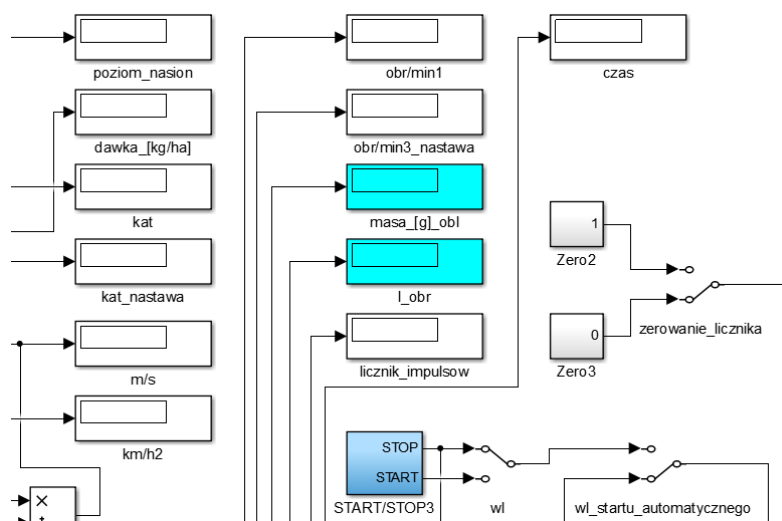 poziom_nasion
obr/min1
czas
dawka_[kg/ha]
obr/min3_nastawa
kat
masa_[g]_obl
1
Zero2
kat_nastawa
l_obr
zerowanie_licznika
0
Zero3
m/s
licznik_impulsow
km/h2
STOP
START
START/STOP3
wl
wl_startu_automatycznego
×